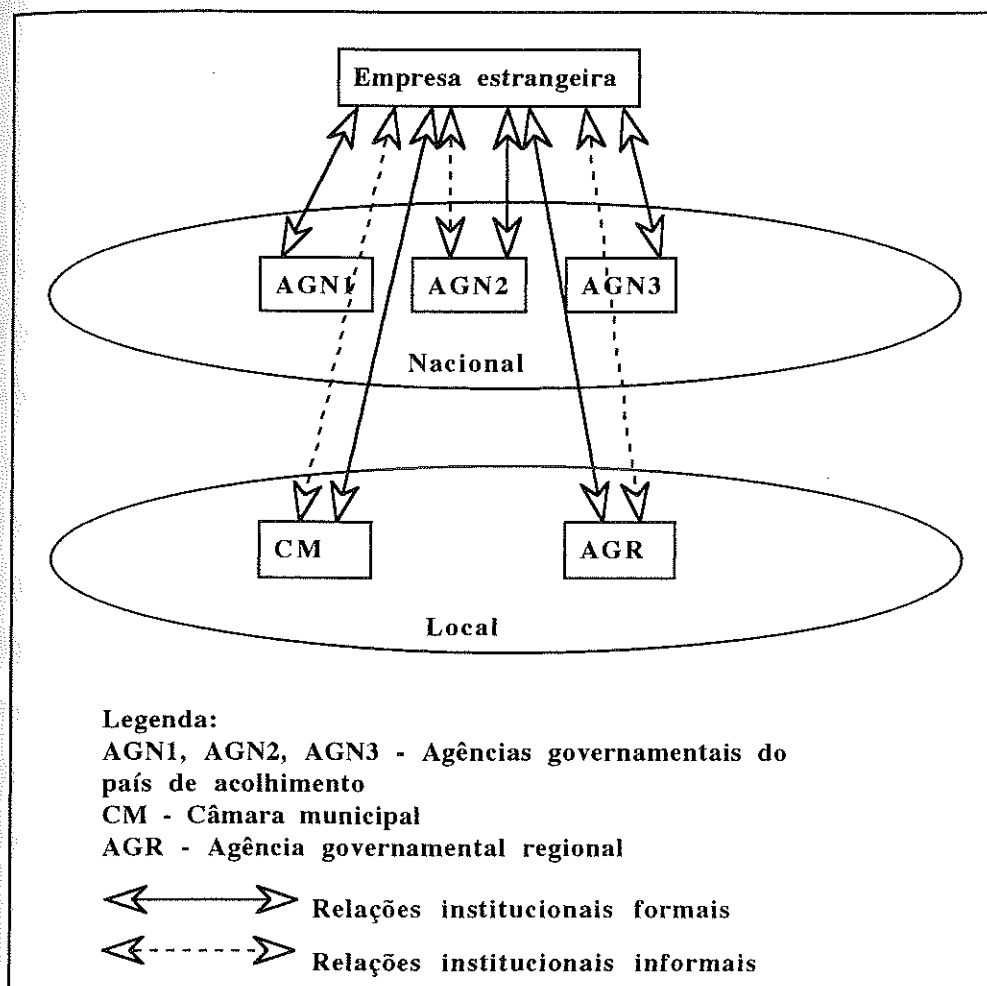 Empresa estrangeira
AGN1 AGN2 AGN3
Nacional
CM AGR
Local
Legenda:
AGN1, AGN2, AGN3 - Agências governamentais do
país de acolhimento
CM - Câmara municipal
AGR - Agência governamental regional
Relações institucionais formais
Relações institucionais informais